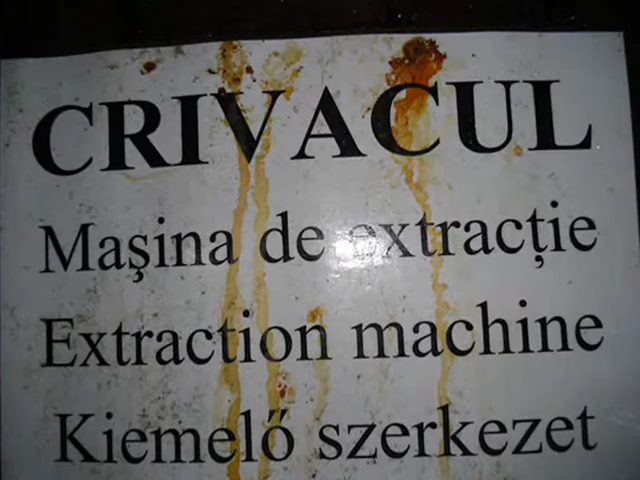 CRIVACUL
Maşina de extracţie
Extraction machine
Kiemelő szerkezet